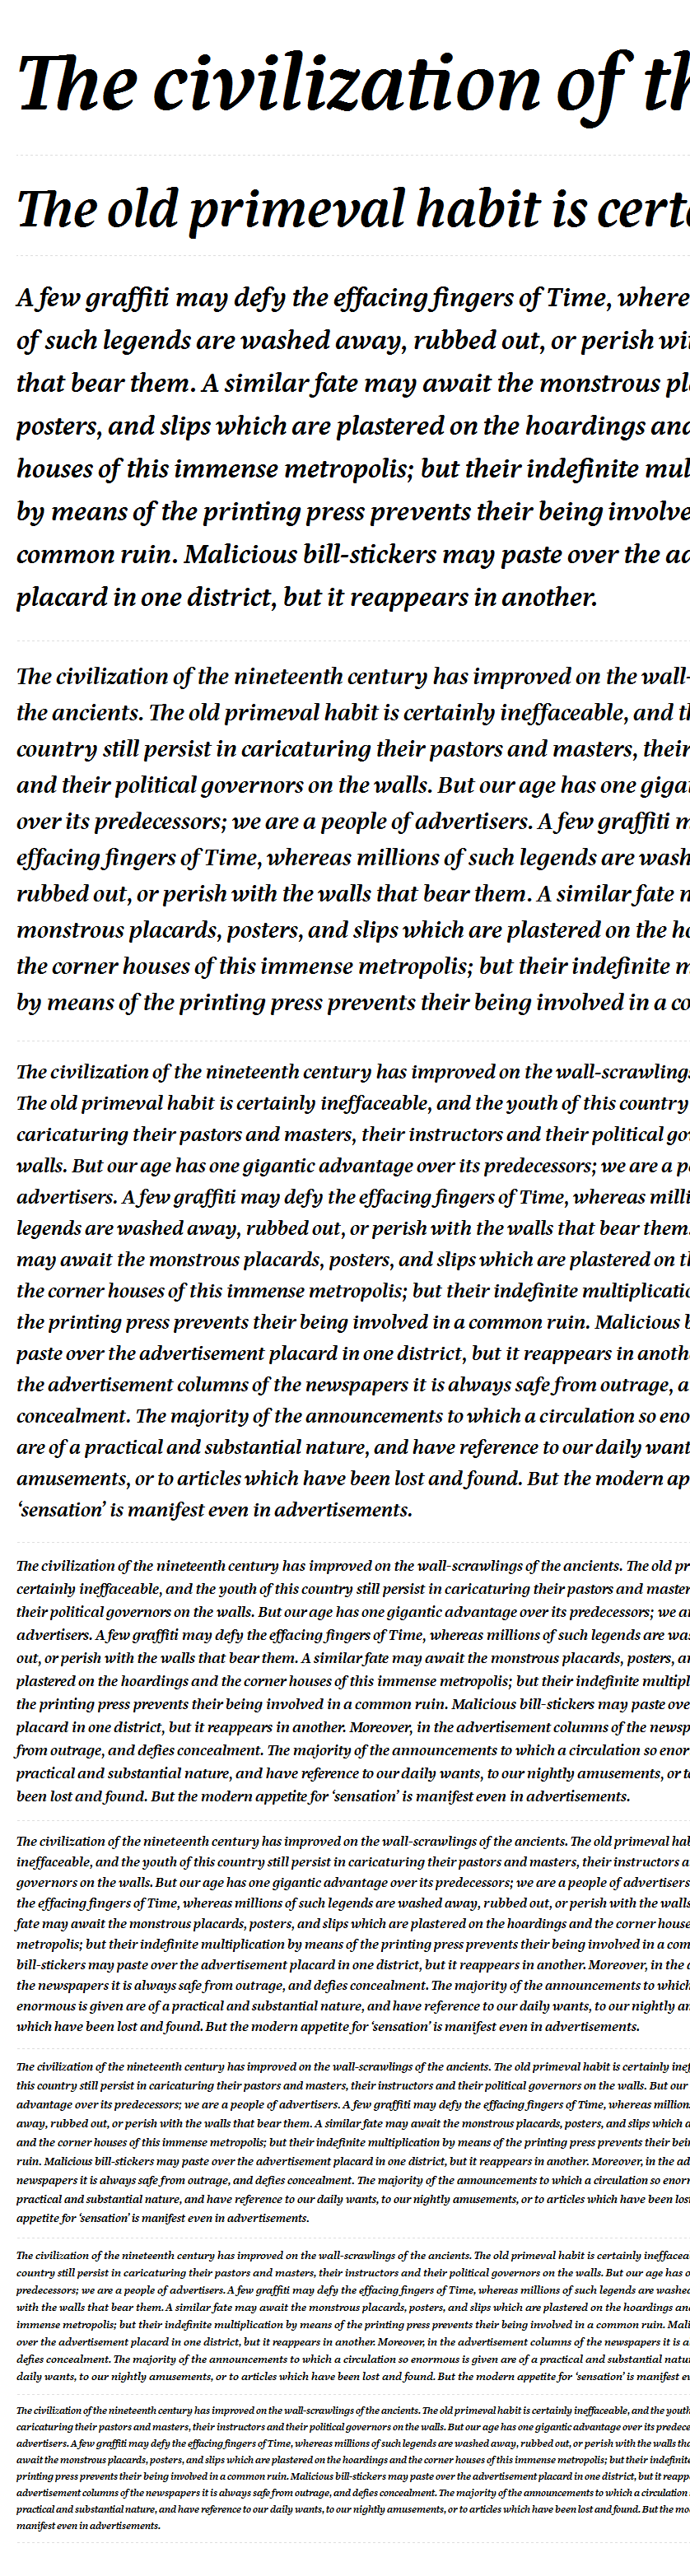 The civilization of th
The old primeval habit is certa
A few graffiti may defy the effacing fingers of Time, where
of such legends are washed away, rubbed out, or perish wi
that bear them. A similar fate may await the monstrous pl
posters, and slips which are plastered on the hoardings and
houses of this immense metropolis; but their indefinite mul
by means of the printing press prevents their being involve
common ruin. Malicious bill-stickers may paste over the ad
placard in one district, but it reappears in another.
The civilization of the nineteenth century has improved on the wall-
the ancients. The old primeval habit is certainly ineffaceable, and th
country still persist in caricaturing their pastors and masters, their
and their political governors on the walls. But our age has one gigan
over its predecessors; we are a people of advertisers. A few graffiti m
effacing fingers of Time, whereas millions of such legends are wash
rubbed out, or perish with the walls that bear them. A similar fate m
monstrous placards, posters, and slips which are plastered on the ho
the corner houses of this immense metropolis; but their indefinite m
by means of the printing press prevents their being involved in a co
The civilization of the nineteenth century has improved on the wall-scrawlings
The old primeval habit is certainly ineffaceable, and the youth of this country
caricaturing their pastors and masters, their instructors and their political gov
walls. But our age has one gigantic advantage over its predecessors; we are a pe
advertisers. A few graffiti may defy the effacing fingers of Time, whereas milli
legends are washed away, rubbed out, or perish with the walls that bear them.
may await the monstrous placards, posters, and slips which are plastered on th
the corner houses of this immense metropolis; but their indefinite multiplicatio
the printing press prevents their being involved in a common ruin. Malicious b
paste over the advertisement placard in one district, but it reappears in anoth
the advertisement columns of the newspapers it is always safe from outrage, a
concealment. The majority of the announcements to which a circulation so eno
are of a practical and substantial nature, and have reference to our daily want
amusements, or to articles which have been lost and found. But the modern ap
‘sensation’ is manifest even in advertisements.
The civilization of the nineteenth century has improved on the wall-scrawlings of the ancients. The old pr
certainly ineffaceable, and the youth of this country still persist in caricaturing their pastors and master
their political governors on the walls. But our age has one gigantic advantage over its predecessors; we ar
advertisers. A few graffiti may defy the effacing fingers of Time, whereas millions of such legends are was
out, or perish with the walls that bear them. A similar fate may await the monstrous placards, posters, an
plastered on the hoardings and the corner houses of this immense metropolis; but their indefinite multipl
the printing press prevents their being involved in a common ruin. Malicious bill-stickers may paste ove
placard in one district, but it reappears in another. Moreover, in the advertisement columns of the newsp
from outrage, and defies concealment. The majority of the announcements to which a circulation so enor
practical and substantial nature, and have reference to our daily wants, to our nightly amusements, or to
been lost and found. But the modern appetite for ‘sensation’ is manifest even in advertisements.
The civilization of the nineteenth century has improved on the wall-scrawlings of the ancients. The old primeval hab
ineffaceable, and the youth of this country still persist in caricaturing their pastors and masters, their instructors a
governors on the walls. But our age has one gigantic advantage over its predecessors; we are a people of advertisers
the effacing fingers of Time, whereas millions of such legends are washed away, rubbed out, or perish with the walls
fate may await the monstrous placards, posters, and slips which are plastered on the hoardings and the corner house
metropolis; but their indefinite multiplication by means of the printing press prevents their being involved in a com
bill-stickers may paste over the advertisement placard in one district, but it reappears in another. Moreover, in the a
the newspapers it is always safe from outrage, and defies concealment. The majority of the announcements to which
enormous is given are of a practical and substantial nature, and have reference to our daily wants, to our nightly am
which have been lost and found. But the modern appetite for ‘sensation’ is manifest even in advertisements.
The civilization of the nineteenth century has improved on the wall-scrawlings of the ancients. The old primeval habit is certainly inef
this country still persist in caricaturing their pastors and masters, their instructors and their political governors on the walls. But our
advantage over its predecessors; we are a people of advertisers. A few graffiti may defy the effacing fingers of Time, whereas million
away, rubbed out, or perish with the walls that bear them. A similar fate may await the monstrous placards, posters, and slips which a
and the corner houses of this immense metropolis; but their indefinite multiplication by means of the printing press prevents their bei
ruin. Malicious bill-stickers may paste over the advertisement placard in one district, but it reappears in another. Moreover, in the ad
newspapers it is always safe from outrage, and defies concealment. The majority of the announcements to which a circulation so enorm
practical and substantial nature, and have reference to our daily wants, to our nightly amusements, or to articles which have been los
appetite for ‘sensation’ is manifest even in advertisements.
The civilization of the nineteenth century has improved on the wall-scrawlings of the ancients. The old primeval habit is certainly ineffaceal
country still persist in caricaturing their pastors and masters, their instructors and their political governors on the walls. But our age has o
predecessors; we are a people of advertisers. A few graffiti may defy the effacing fingers of Time, whereas millions of such legends are washed
with the walls that bear them. A similar fate may await the monstrous placards, posters, and slips which are plastered on the hoardings and
immense metropolis; but their indefinite multiplication by means of the printing press prevents their being involved in a common ruin. Mali
over the advertisement placard in one district, but it reappears in another. Moreover, in the advertisement columns of the newspapers it is a
defies concealment. The majority of the announcements to which a circulation so enormous is given are of a practical and substantial natur
daily wants, to our nightly amusements, or to articles which have been lost and found. But the modern appetite for ‘sensation’ is manifest ev
The civilization of the nineteenth century has improved on the wall-scrawlings of the ancients. The old primeval habit is certainly ineffaceable, and the youth
caricaturing their pastors and masters, their instructors and their political governors on the walls. But our age has one gigantic advantage over its predece
advertisers. A few graffiti may defy the effacing fingers of Time, whereas millions of such legends are washed away, rubbed out, or perish with the walls tha
await the monstrous placards, posters, and slips which are plastered on the hoardings and the corner houses of this immense metropolis; but their indefinite
printing press prevents their being involved in a common ruin. Malicious bill-stickers may paste over the advertisement placard in one district, but it reapp
advertisement columns of the newspapers it is always safe from outrage, and defies concealment. The majority of the announcements to which a circulation
practical and substantial nature, and have reference to our daily wants, to our nightly amusements, or to articles which have been lost and found. But the mo
manifest even in advertisements.